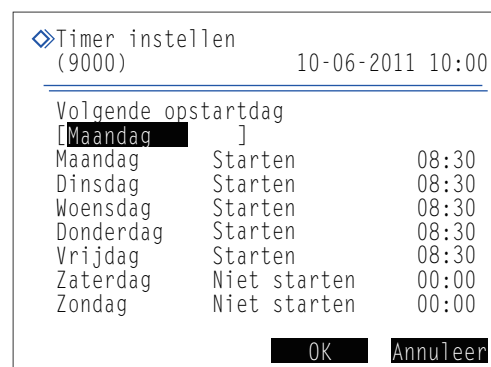 Timer instellen
(9000) 10-06-2011 10:00
Volgende opstartdag
[Maandag ]
Maandag Starten 08:30
Dinsdag Starten 08:30
Woensdag Starten 08:30
Donderdag Starten 08:30
Vrijdag Starten 08:30
Zaterdag Niet starten 00:00
Zondag Niet starten 00:00
OK Annuleer